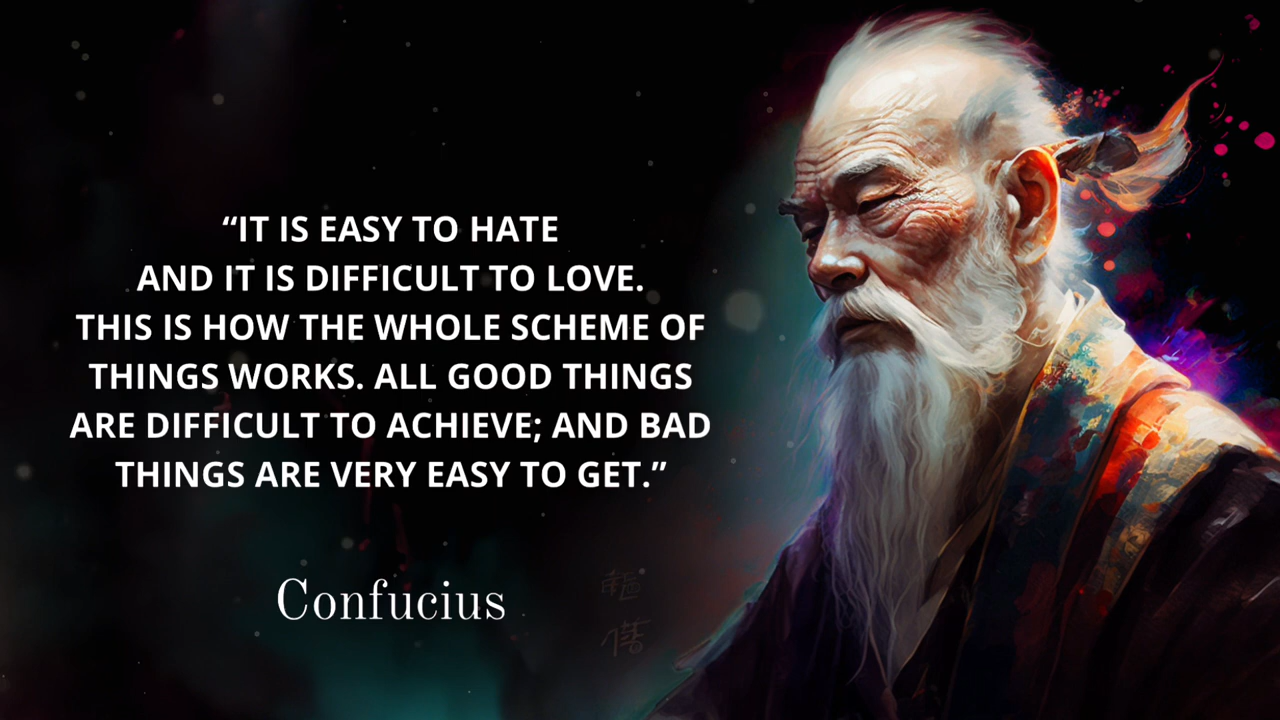 “IT IS EASY TO HATE
AND IT IS DIFFICULT TO LOVE.
THIS IS HOW THE WHOLE SCHEME OF
THINGS WORKS. ALL GOOD THINGS
ARE DIFFICULT TO ACHIEVE; AND BAD
THINGS ARE VERY EASY TO GET.”
Confucius